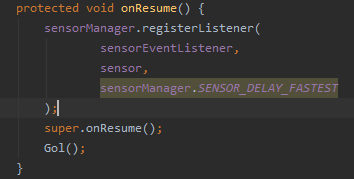 protected void onResume() {
    sensorManager.registerListener(
            sensorEventListener,
            sensor,
            sensorManager.SENSOR_DELAY_FASTEST
    );
    super.onResume();
    Gol();
}